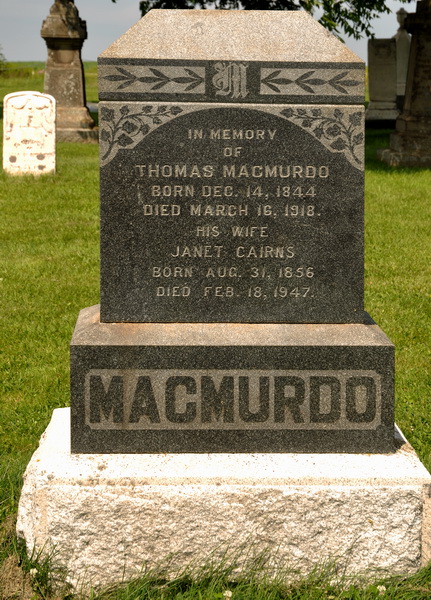 M
IN MEMORY
OF
THOMAS MACMURDO
BORN DEC. 14, 1844
DIED MARCH 16, 1918.
HIS WIFE
JANET CAIRNS
BORN AUG. 31, 1856
DIED FEB. 18, 1947.
MACMURDO